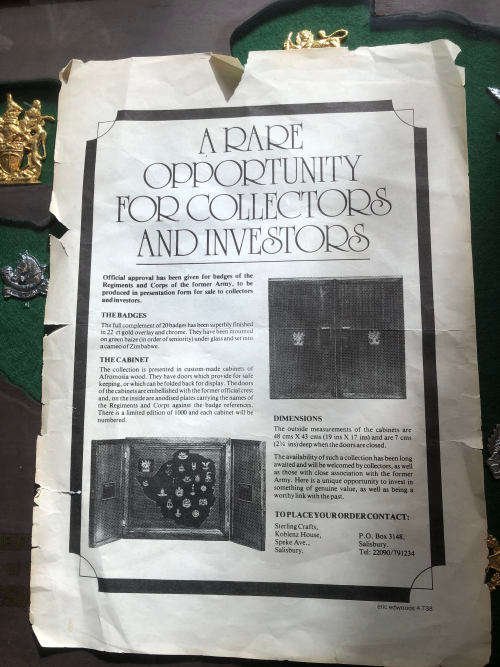 A RARE
OPPORTUNITY
FOR COLLECTORS
AND INVESTORS
Official approval has been given for badges of the
Regiments and Corps of the former Army, to be
produced in presentation form for sale to collectors
and investors.
THE BADGES
The full complement of 20 badges has been superbly finished
in 22 ct gold overlay and chrome. They are mounted
on green baize (in order of seniority) under glass and set into
a cameo of Zimbabwe.
THE CABINET
The collection is presented in custom-made cabinets of
Afromosia wood. They have doors which provide for safe
keeping, or which can be folded back for display. The doors
of the cabinets are embellished with the former official crest
and, on the inside are anodised plates carrying the names of
the Regiments and Corps against the badge references.
There is a limited edition of 1000 and each cabinet will be
numbered.
DIMENSIONS
The outside measurements of the cabinets are
48 cms X 43 cms (19 ins X 17 ins) and are 7 cms
(2¾ ins) deep when the doors are closed.
The availability of such a collection has been long
awaited and will be welcomed by collectors, as well
as those with close association with the former
Army. Here is a unique opportunity to invest in
something of genuine value, as well as being a
worthy link with the past.
TO PLACE YOUR ORDER CONTACT:
Sterling Crafts,
Koblenz House,
Speke Ave.,
Salisbury.
P.O. Box 3148,
Salisbury.
Tel: 22090/791234
eric edwards 4738